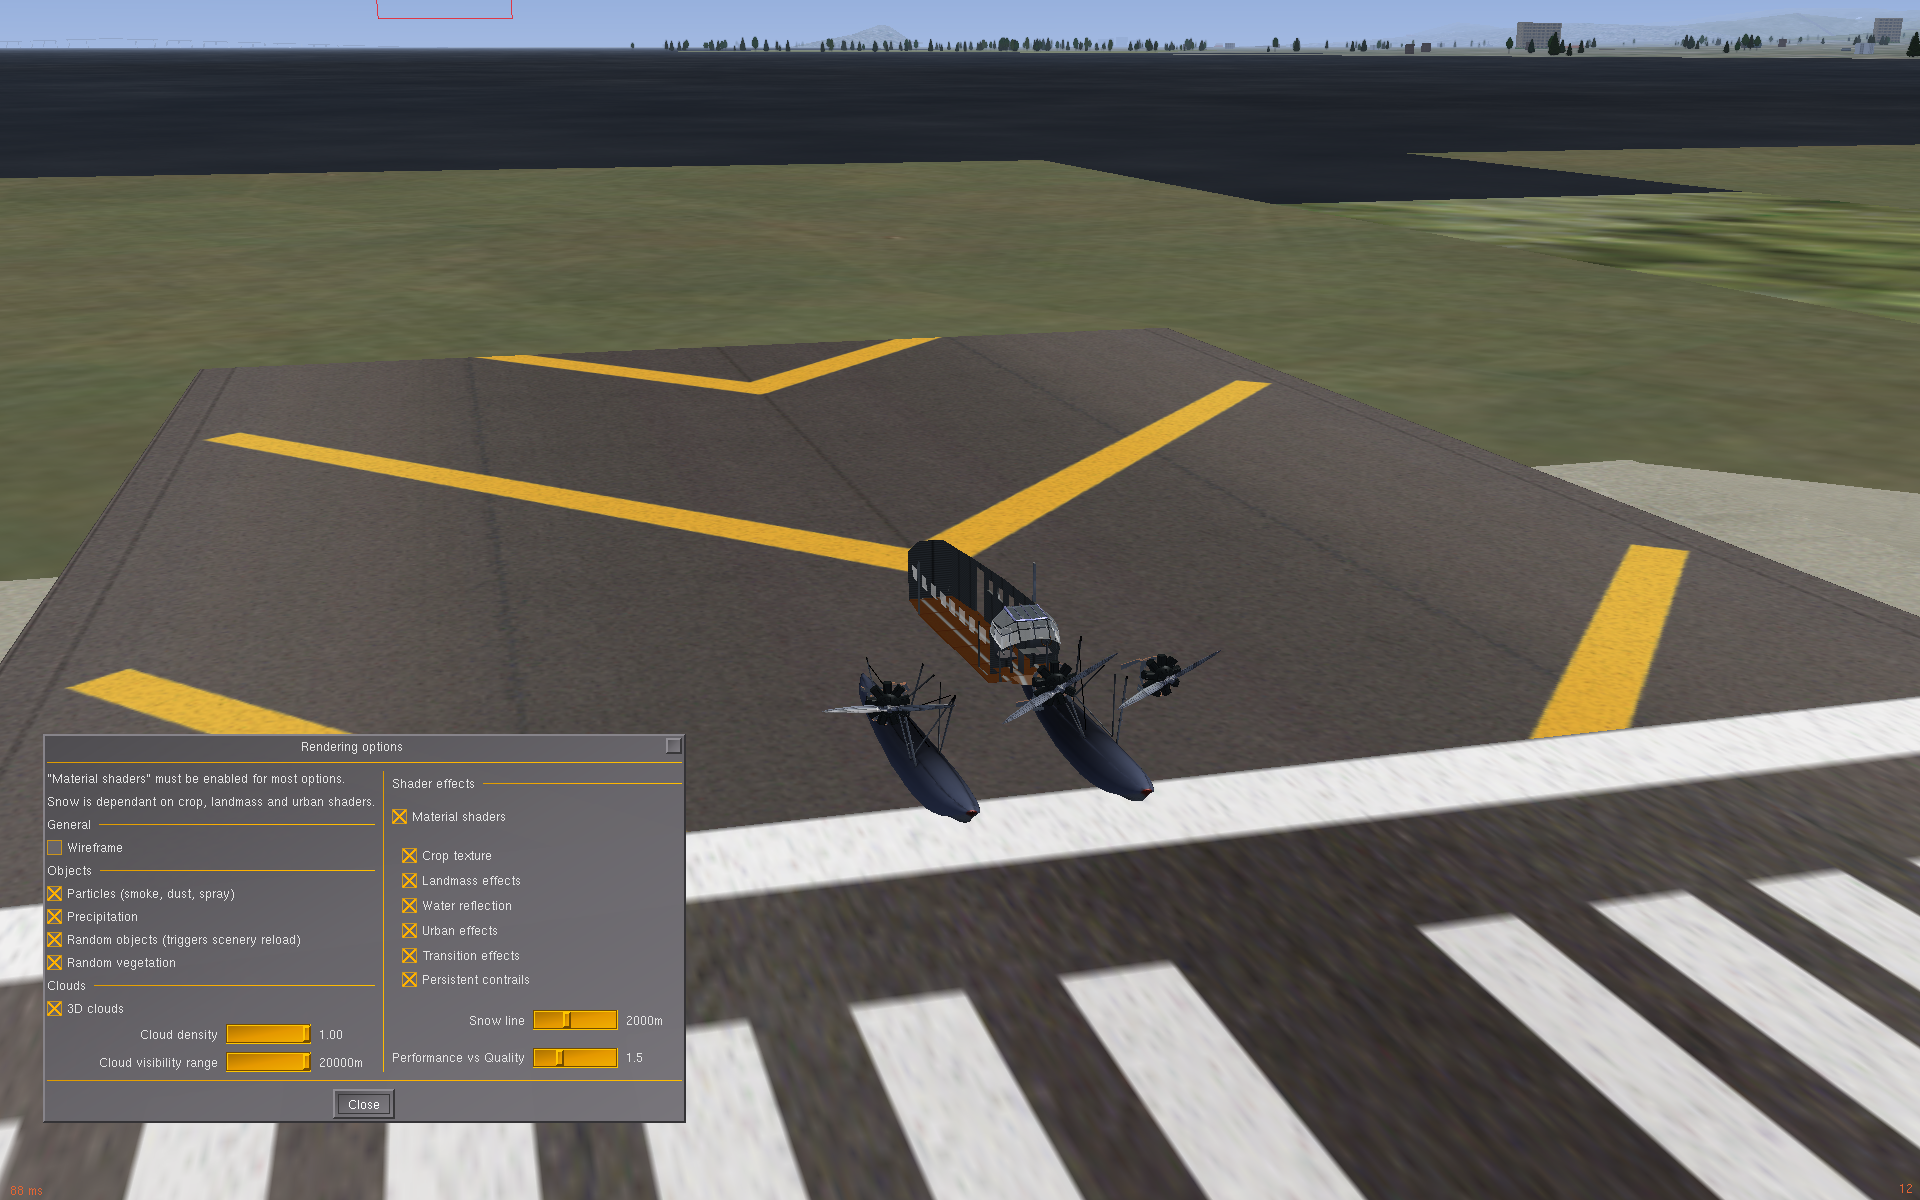 Rendering options
"Material shaders" must be enabled for most options.
Snow is dependant on crop, landmass and urban shaders.
General
Wireframe
Objects
Particles (smoke, dust, spray)
Precipitation
Random objects (triggers scenery reload)
Random vegetation
Clouds
3D clouds
Cloud density 1.00
Cloud visibility range 20000m
Shader effects
Material shaders
Crop texture
Landmass effects
Water reflection
Urban effects
Transition effects
Persistent contrails
Snow line 2000m
Performance vs Quality 1.5
Close
88 ms
12